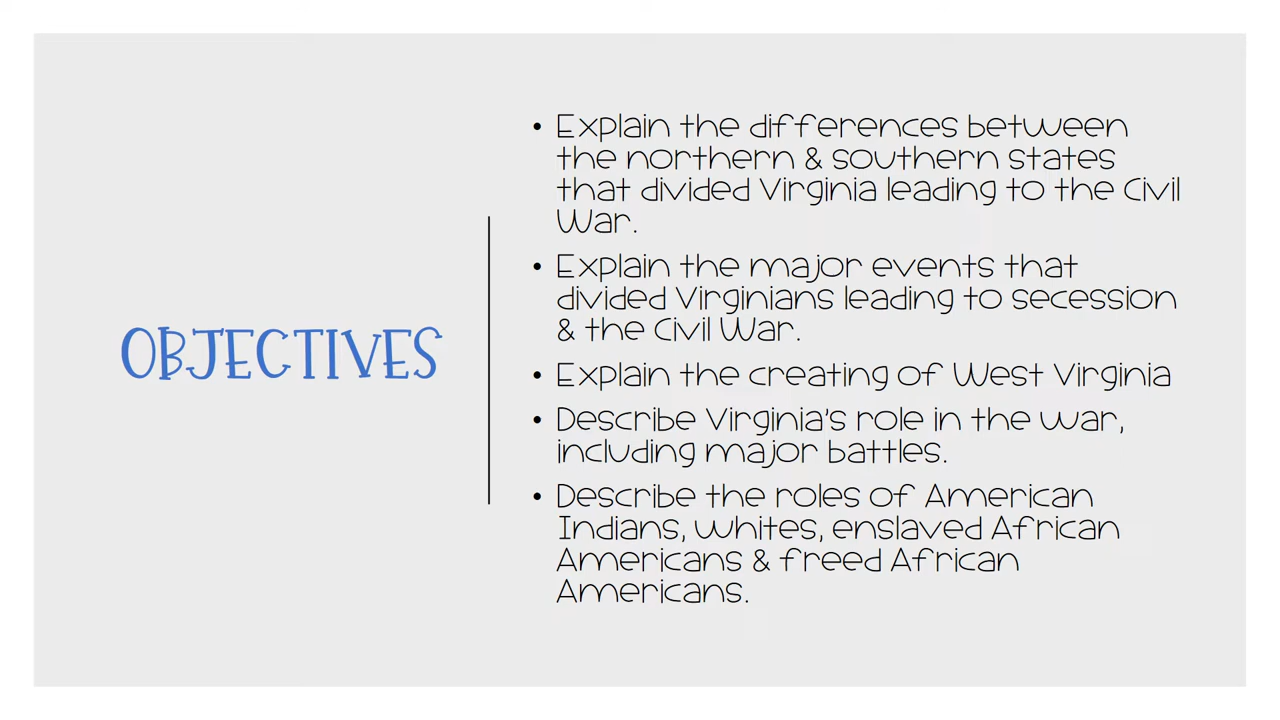 OBJECTIVES
• Explain the differences between
the northern & southern states
that divided Virginia leading to the Civil
War.
• Explain the major events that
divided Virginians leading to secession
& the Civil War.
• Explain the creating of West Virginia
• Describe Virginia's role in the war,
including major battles.
• Describe the roles of American
Indians, whites, enslaved African
Americans & freed African
Americans.